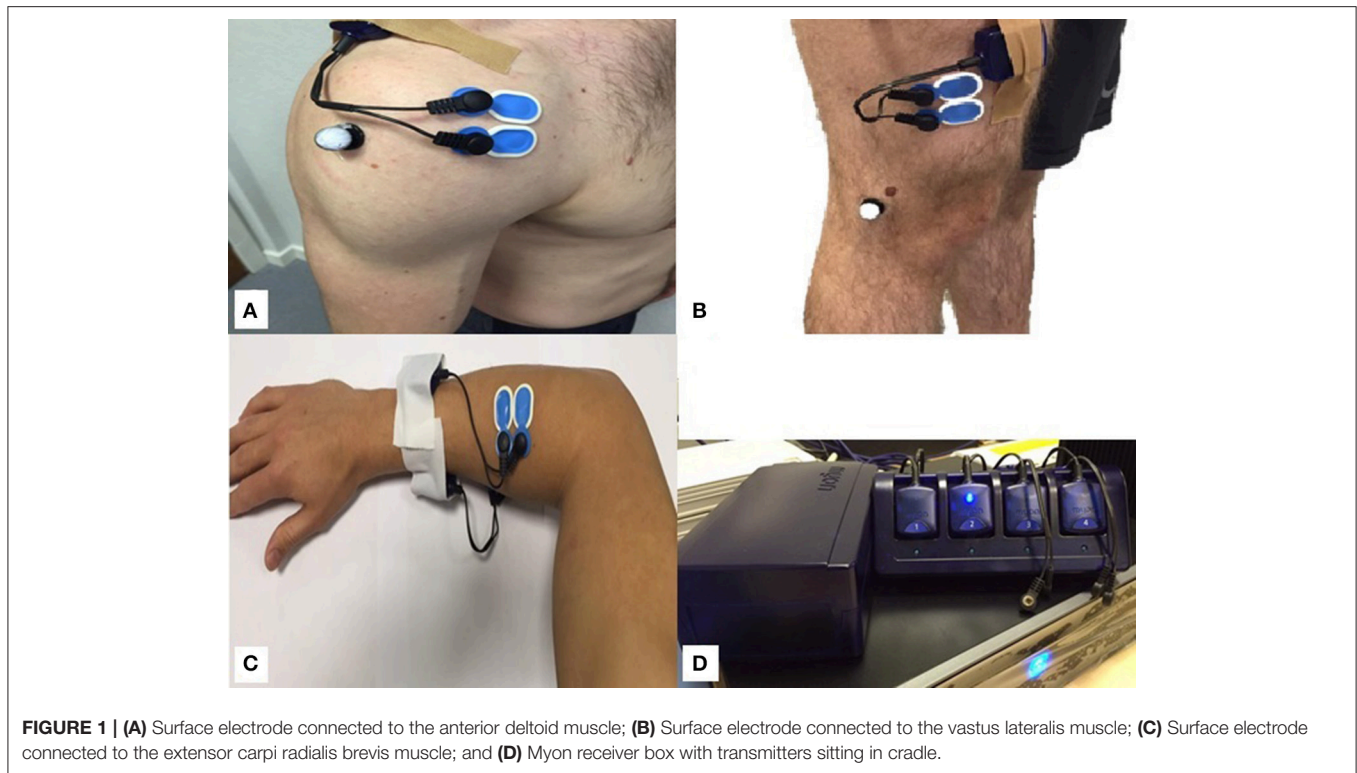 A
B
C
D
myon
1
2
3
4
FIGURE 1 | (A) Surface electrode connected to the anterior deltoid muscle; (B) Surface electrode connected to the vastus lateralis muscle; (C) Surface electrode
connected to the extensor carpi radialis brevis muscle; and (D) Myon receiver box with transmitters sitting in cradle.